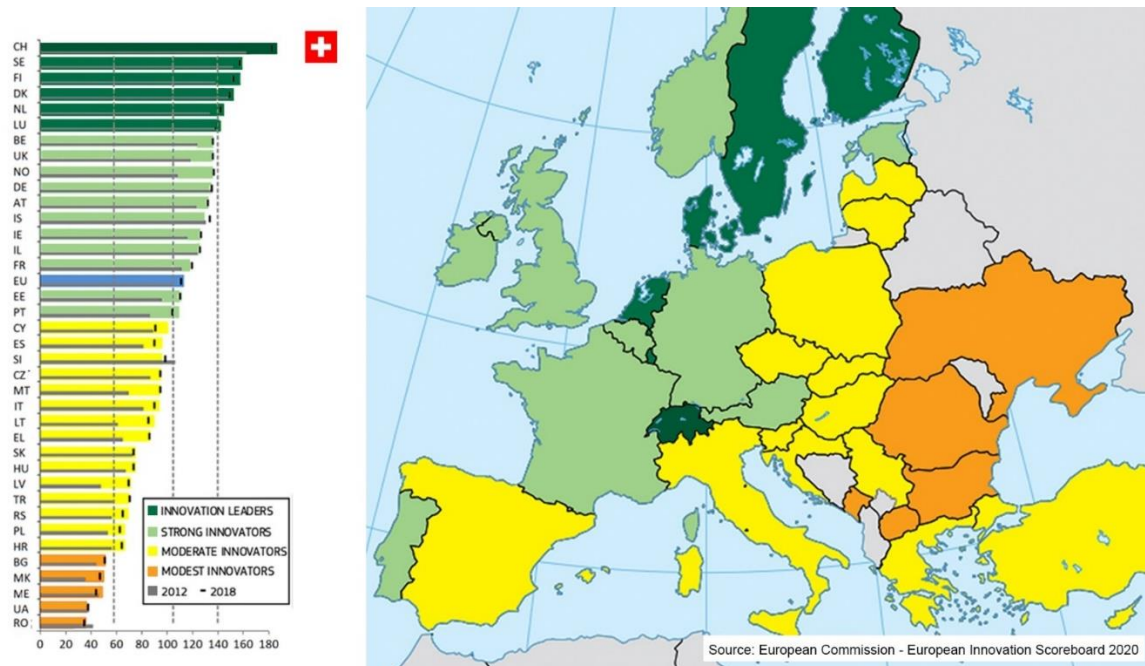 CH
SE
FI
DK
NL
LU
BE
UK
NO
DE
AT
IS
IE
IL
FR
EU
EE
PT
CY
ES
SI
CZ
MT
IT
LT
EL
SK
HU
LV
TR
RS
PL
HR
BG
MK
ME
UA
RO
0 20 40 60 80 100 120 140 160 180
INNOVATION LEADERS
STRONG INNOVATORS
MODERATE INNOVATORS
MODEST INNOVATORS
2012 - 2018
Source: European Commission - European Innovation Scoreboard 2020